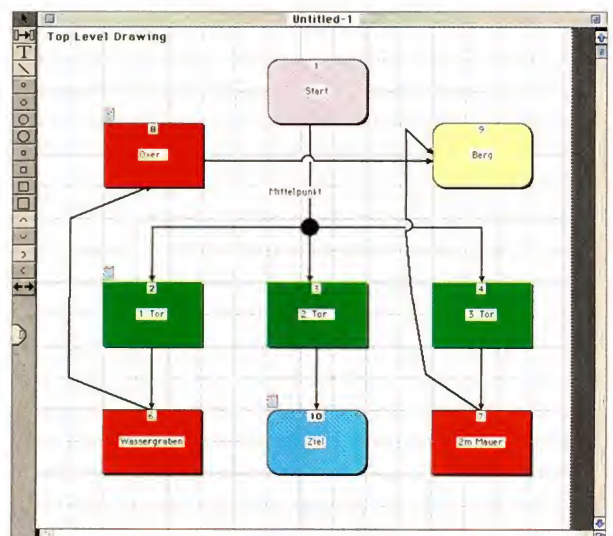 Untitled-1
Top Level Drawing
T
1
Start
8
Oxer
9
Berg
Mittelpunkt
2
1. Tor
3
2. Tor
4
3. Tor
6
Wassergraben
10
Ziel
7
2m Mauer